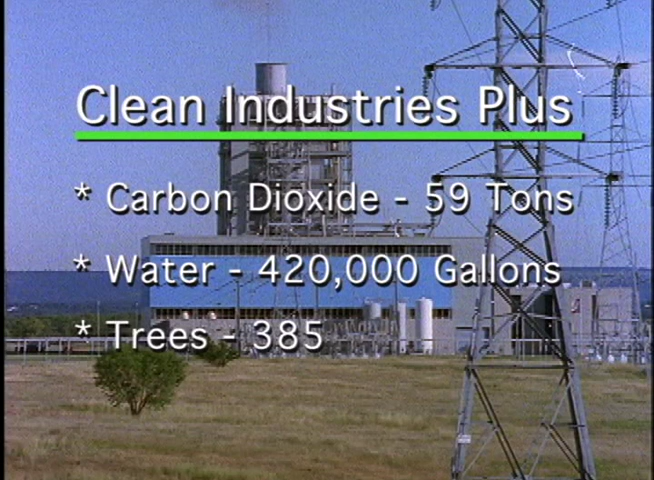 Clean Industries Plus
* Carbon Dioxide - 59 Tons
* Water - 420,000 Gallons
* Trees - 385